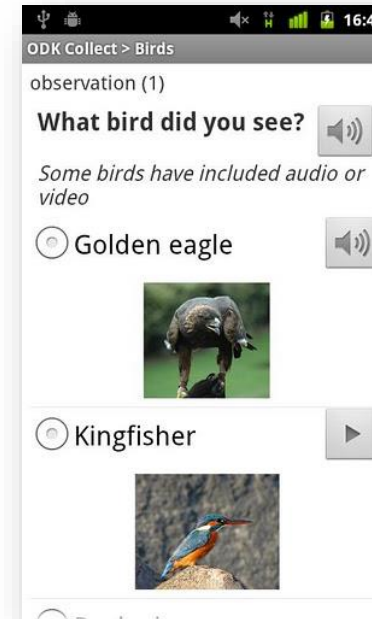 H 16:4
ODK Collect > Birds
observation (1)
What bird did you see?
Some birds have included audio or
video
Golden eagle
Kingfisher